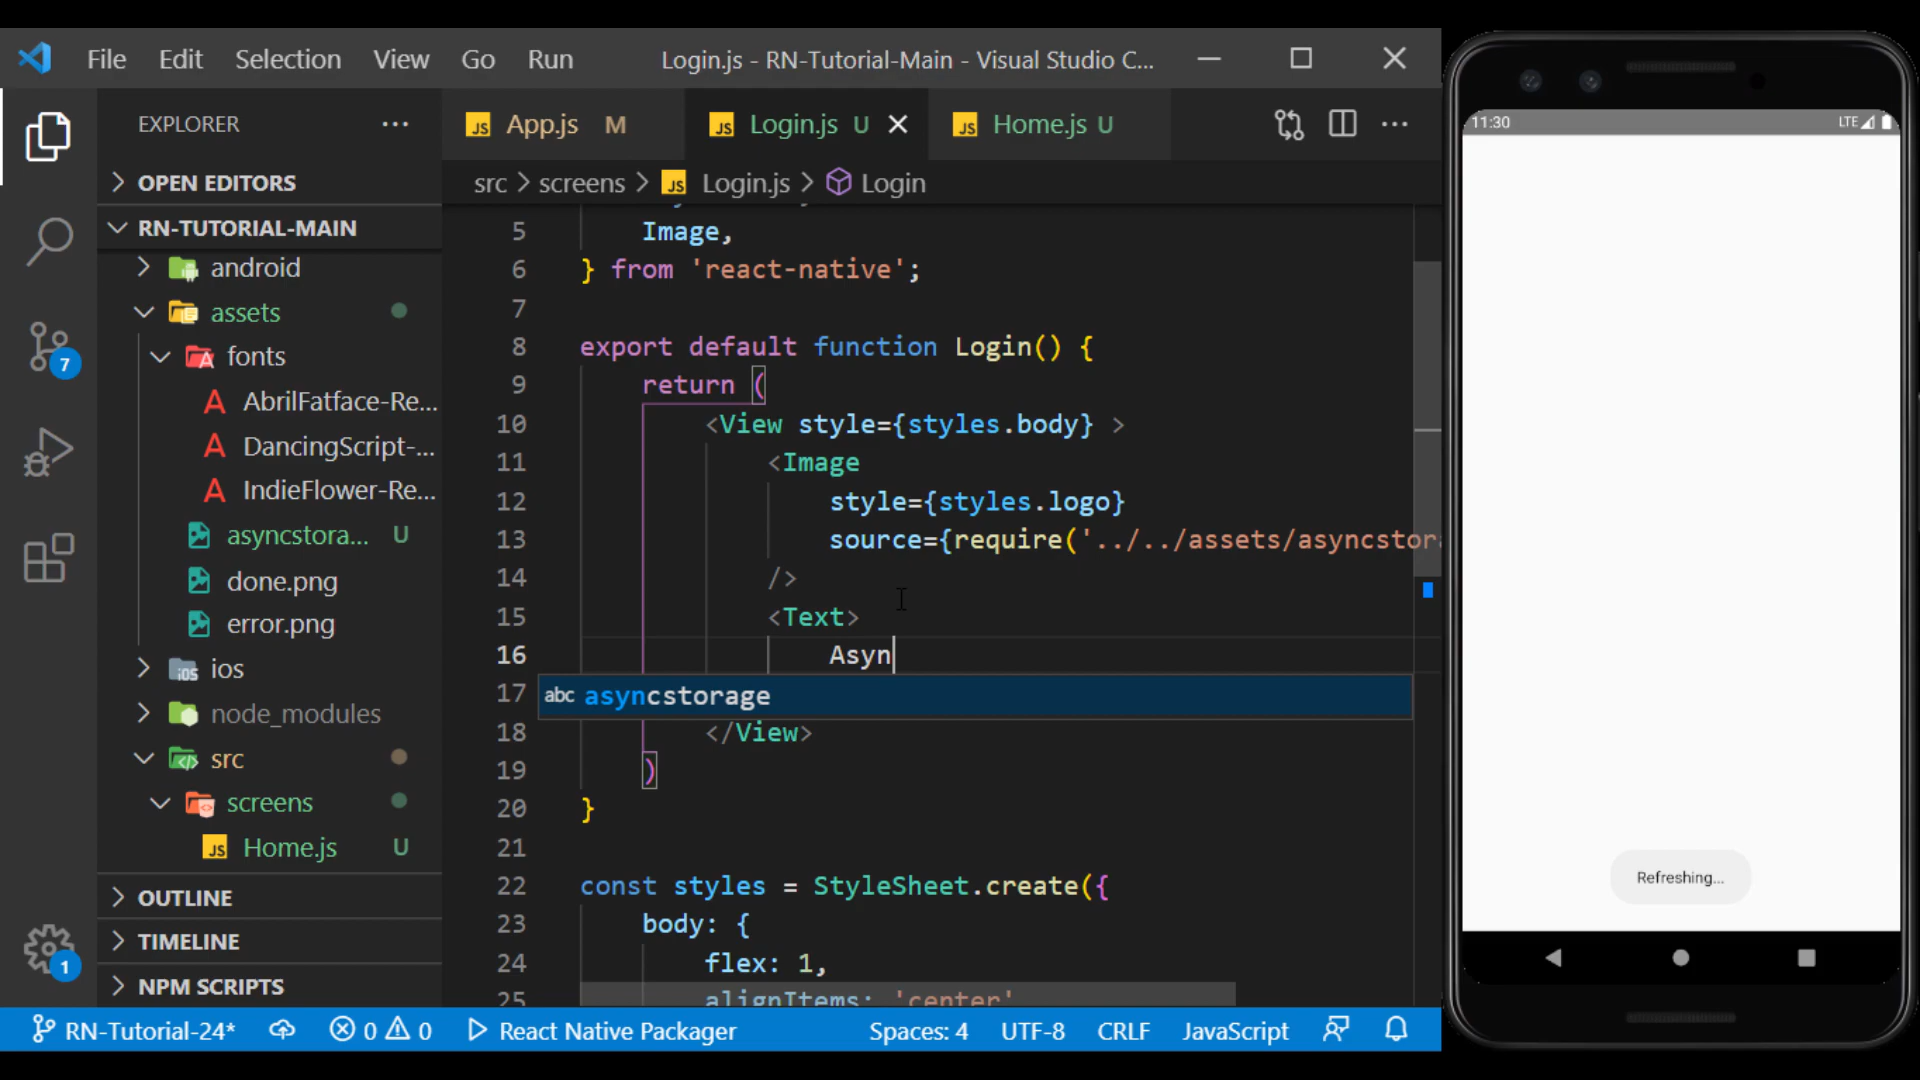 File Edit Selection View Go Run Login.js - RN-Tutorial-Main - Visual Studio C...
EXPLORER
OPEN EDITORS
RN-TUTORIAL-MAIN
android
assets
fonts
AbrilFatface-Re...
DancingScript-...
IndieFlower-Re...
asyncstora... U
done.png
error.png
ios
node_modules
src
screens
Home.js U
OUTLINE
TIMELINE
NPM SCRIPTS
7
1
JS App.js M JS Login.js U JS Home.js U
src > screens > JS Login.js > Login
5 Image,
6 } from 'react-native';
7
8 export default function Login() {
9 return (
10 <View style={styles.body} >
11 <Image
12 style={styles.logo}
13 source={require('../../assets/asyncstora
14 />
15 <Text>
16 Asyn
17
abc asyncstorage
18 </View>
19 )
20 }
21
22 const styles = StyleSheet.create({
23 body: {
24 flex: 1,
25 alignItems: 'center'
RN-Tutorial-24* 0 0 React Native Packager Spaces: 4 UTF-8 CRLF JavaScript
11:30 LTE
Refreshing...